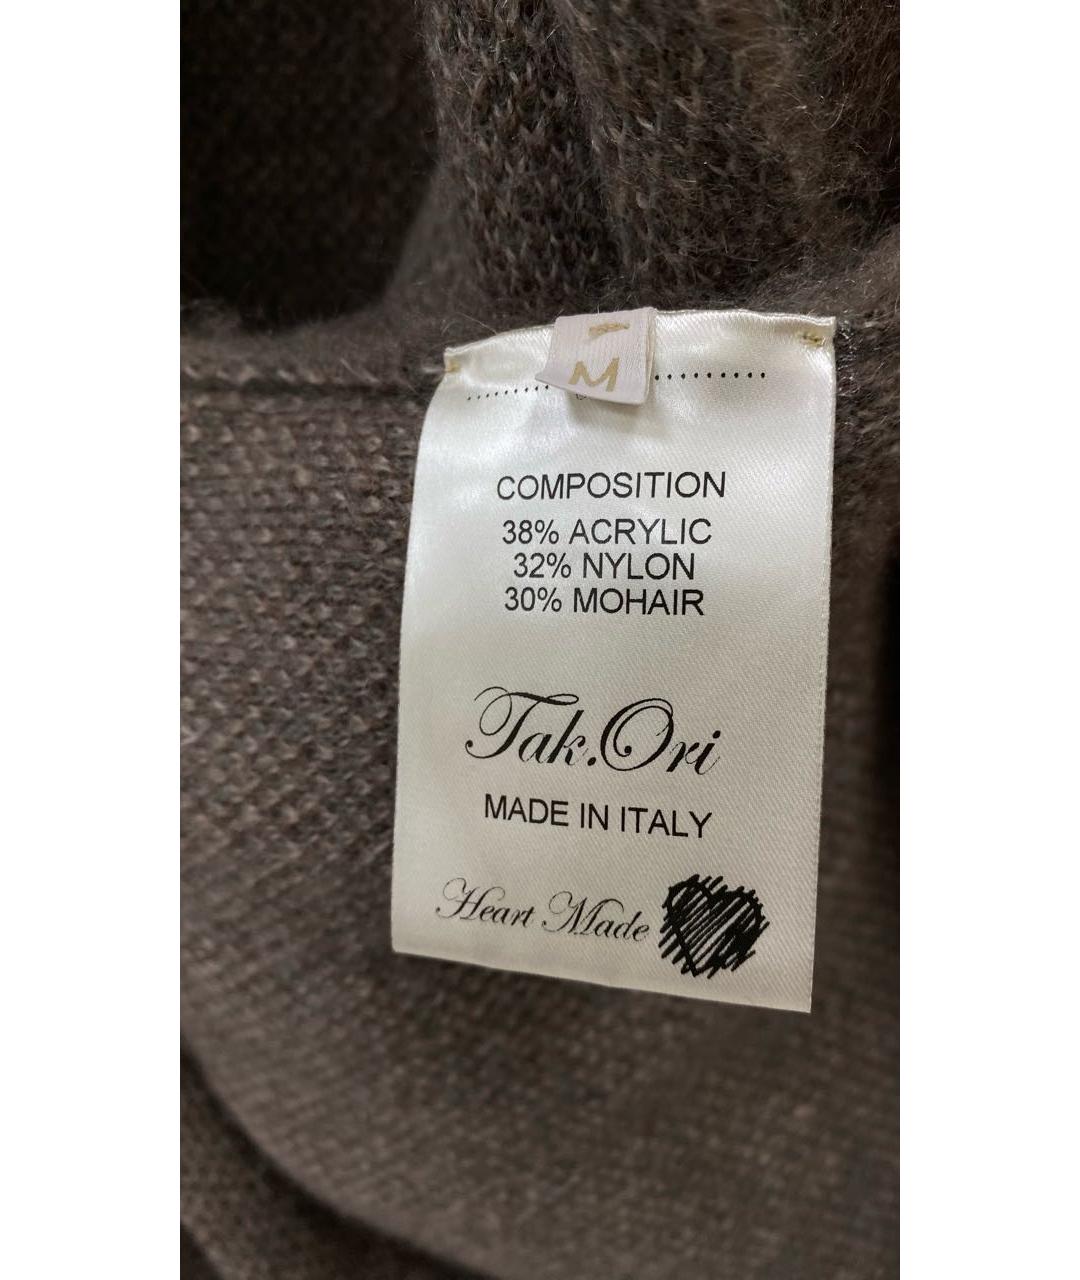 M
COMPOSITION
38% ACRYLIC
32% NYLON
30% MOHAIR
Tak.Ori
MADE IN ITALY
Heart Made